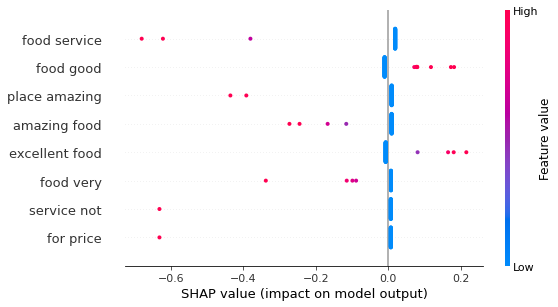 High
food service
food good
place amazing
amazing food
excellent food
food very
service not
for price
Feature value
Low
−0.6 −0.4 −0.2 0.0 0.2
SHAP value (impact on model output)